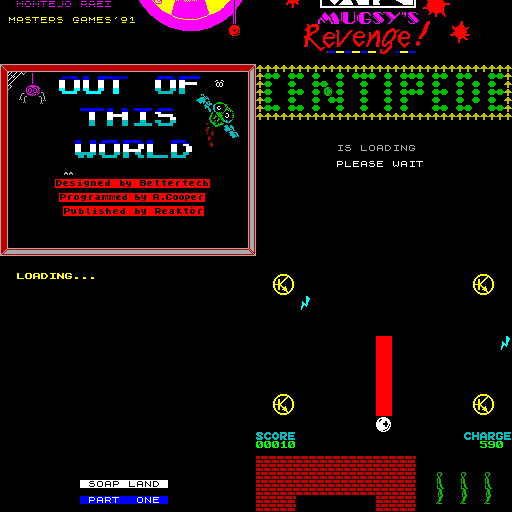 MONTEJO RAEZ
MASTERS GAMES'91
MUGSY'S
Revenge!
OUT OF
THIS
WORLD
Designed by Bettertech
Programmed by A.Cooper
Published by Reaktor
CENTIPEDE
IS LOADING
PLEASE WAIT
LOADING...
SCORE
00010
CHARGE
590
SOAP LAND
PART ONE